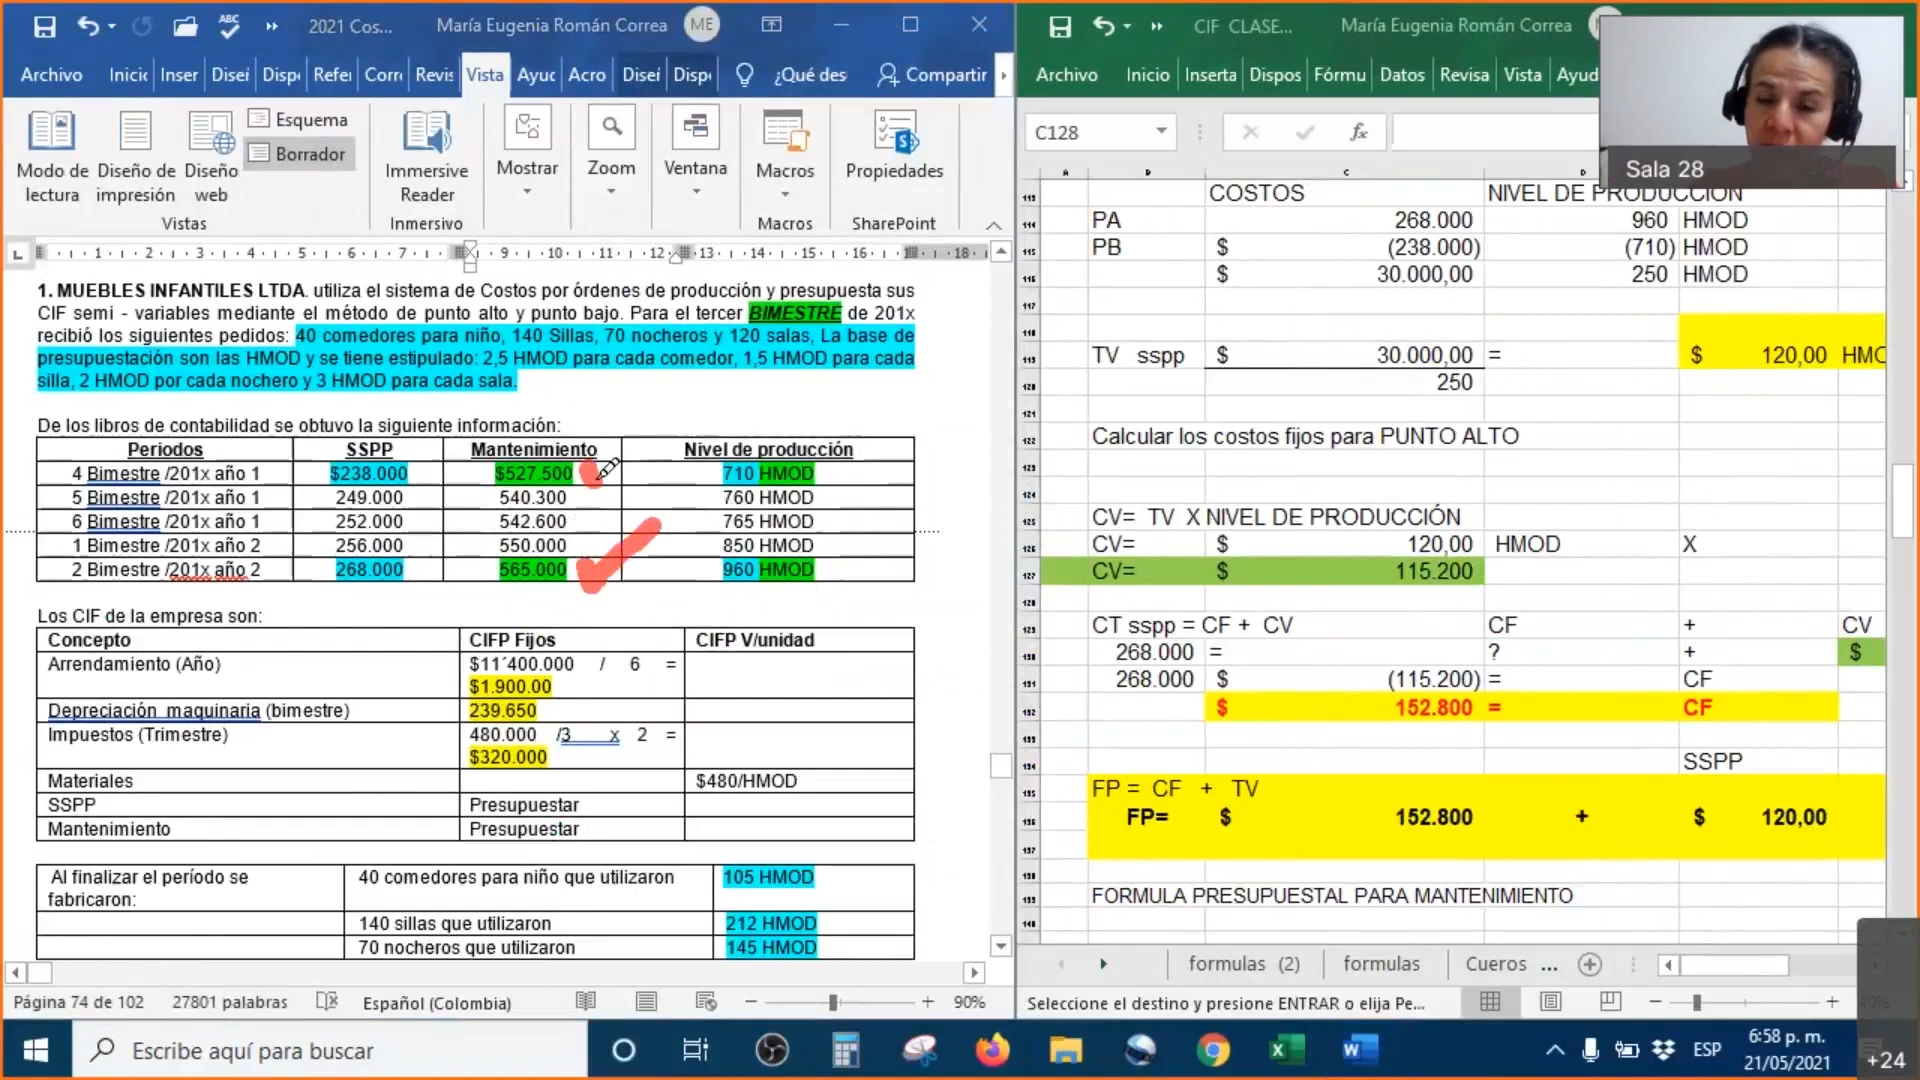 2021 Cos...
María Eugenia Román Correa
ME
Archivo
Inser
Vista
Acro
¿Qué des
Compartir
Modo de lectura
Diseño de impresión
Diseño web
Esquema
Borrador
Vistas
Immersive Reader
Inmersivo
Mostrar
Zoom
Ventana
Macros
Macros
Propiedades
SharePoint
1 2 3 4 5 6 7 9 10 11 12 13 14 15 16 17 18
1. MUEBLES INFANTILES LTDA. utiliza el sistema de Costos por órdenes de producción y presupuesta sus
CIF semi - variables mediante el método de punto alto y punto bajo. Para el tercer BIMESTRE de 201x
recibió los siguientes pedidos: 40 comedores para niño, 140 Sillas, 70 nocheros y 120 salas, La base de
presupuestación son las HMOD y se tiene estipulado: 2,5 HMOD para cada comedor, 1,5 HMOD para cada
silla, 2 HMOD por cada nochero y 3 HMOD para cada sala.
De los libros de contabilidad se obtuvo la siguiente información:
Periodos SSPP Mantenimiento Nivel de producción
4 Bimestre /201x año 1 $238.000 $527.500 710 HMOD
5 Bimestre /201x año 1 249.000 540.300 760 HMOD
6 Bimestre /201x año 1 252.000 542.600 765 HMOD
1 Bimestre /201x año 2 256.000 550.000 850 HMOD
2 Bimestre /201x año 2 268.000 565.000 960 HMOD
Los CIF de la empresa son:
Concepto CIFP Fijos CIFP V/unidad
Arrendamiento (Año) $11´400.000 / 6 =
$1.900.00
Depreciación maquinaria (bimestre) 239.650
Impuestos (Trimestre) 480.000 /3 x 2 =
$320.000
Materiales $480/HMOD
SSPP Presupuestar
Mantenimiento Presupuestar
Al finalizar el período se 40 comedores para niño que utilizaron 105 HMOD
fabricaron:
140 sillas que utilizaron 212 HMOD
70 nocheros que utilizaron 145 HMOD
Página 74 de 102 27801 palabras Español (Colombia) 90%
CIF CLASE...
María Eugenia Román Correa
Archivo Inicio Inserta Dispos Fórmu Datos Revisa Vista Ayud
Sala 28
C128
fx
A
COSTOS NIVEL DE PRODUCCIÓN
PA 268.000 960 HMOD
PB $ (238.000) (710) HMOD
$ 30.000,00 250 HMOD
TV sspp $ 30.000,00 = $ 120,00
250
Calcular los costos fijos para PUNTO ALTO
CV= TV X NIVEL DE PRODUCCIÓN
CV= $ 120,00 HMOD X
CV= $ 115.200
CT sspp = CF + CV CF + CV
268.000 = ? + $
268.000 $ (115.200) = CF
$ 152.800 = CF
SSPP
FP = CF + TV
FP= $ 152.800 + $ 120,00
FORMULA PRESUPUESTAL PARA MANTENIMIENTO
formulas (2) formulas Cueros ...
Seleccione el destino y presione ENTRAR o elija Pe...
Escribe aquí para buscar
ESP
6:58 p. m.
21/05/2021
+24